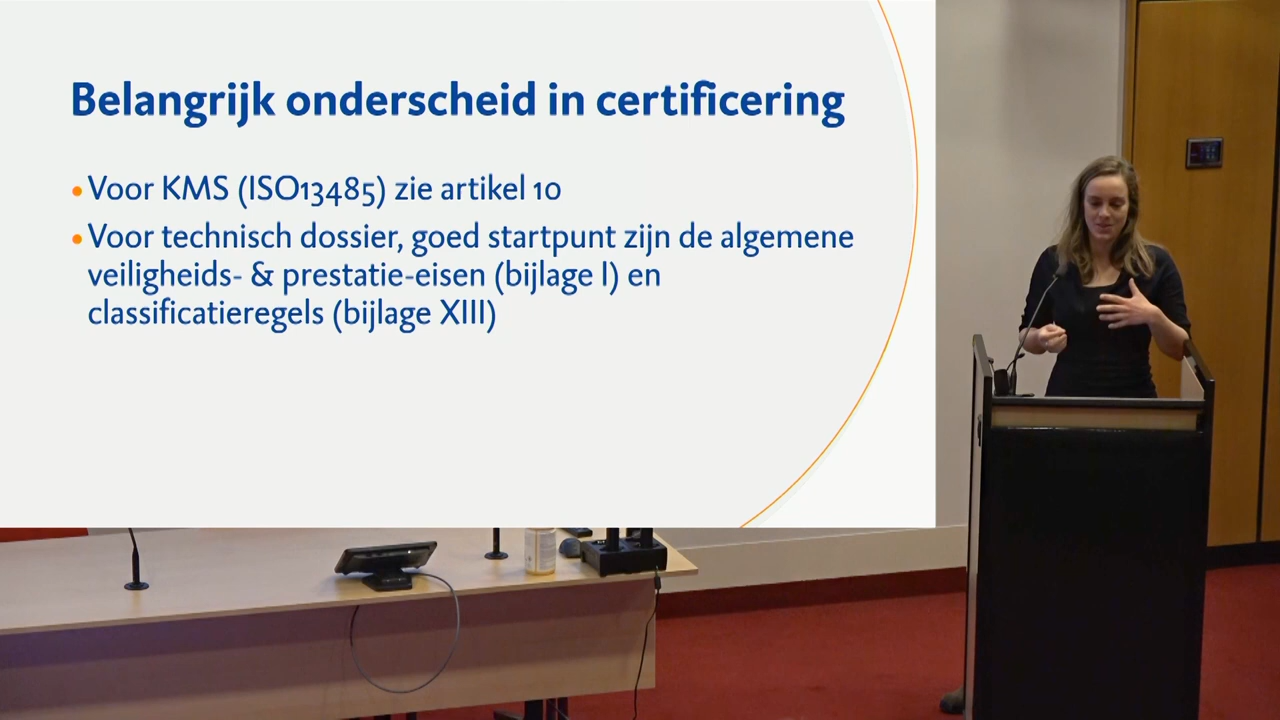 Belangrijk onderscheid in certificering
•Voor KMS (ISO13485) zie artikel 10
•Voor technisch dossier, goed startpunt zijn de algemene
veiligheids- & prestatie-eisen (bijlage I) en
classificatieregels (bijlage XIII)